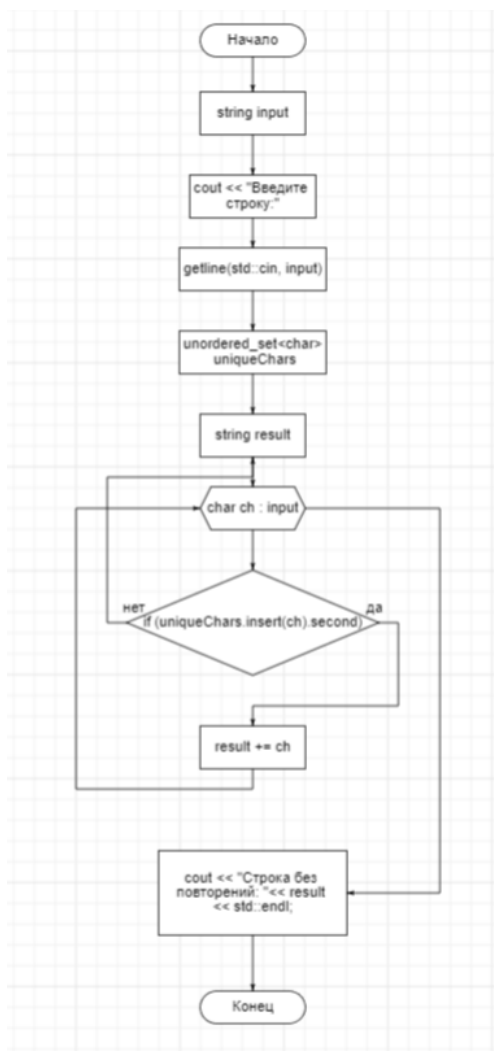 Начало
string input
cout << "Введите
строку:"
getline(std::cin, input)
unordered_set<char>
uniqueChars
string result
char ch : input
нет
да
if (uniqueChars.insert(ch).second)
result += ch
cout << "Строка без
повторений: "<< result
<< std::endl;
Конец